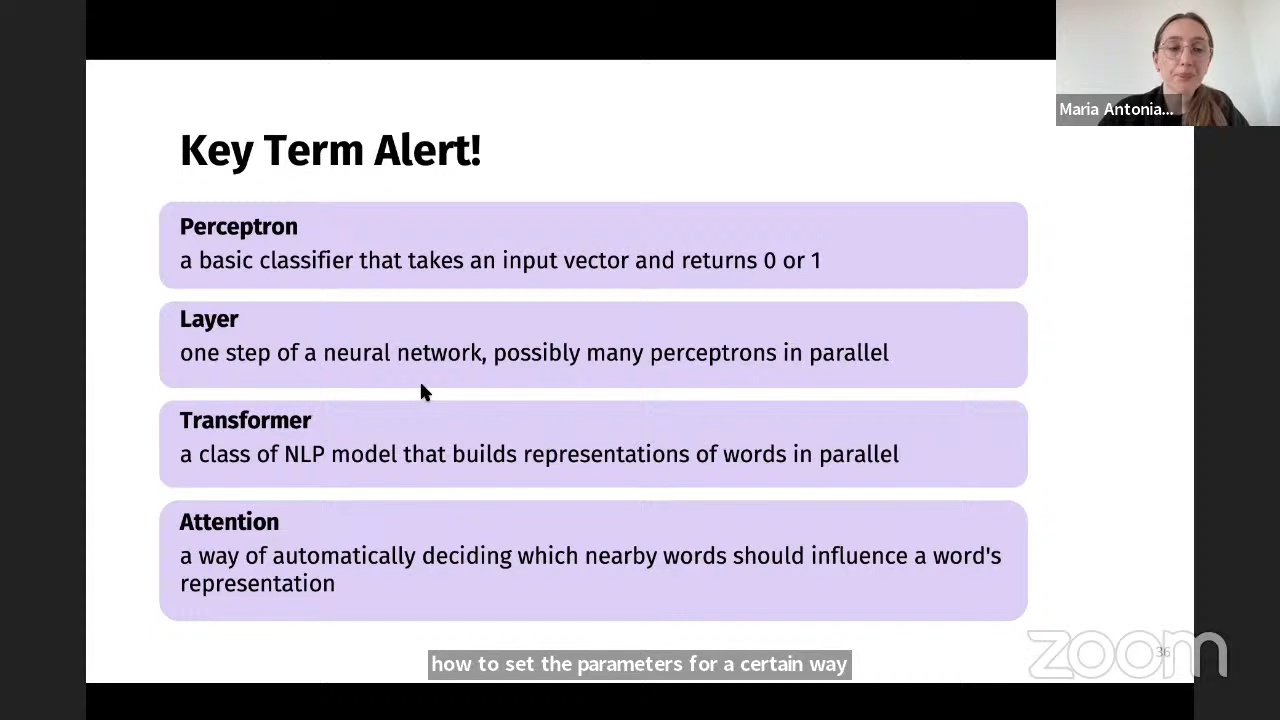 Maria Antonia...
Key Term Alert!
Perceptron
a basic classifier that takes an input vector and returns 0 or 1
Layer
one step of a neural network, possibly many perceptrons in parallel
Transformer
a class of NLP model that builds representations of words in parallel
Attention
a way of automatically deciding which nearby words should influence a word's
representation
how to set the parameters for a certain way
36
zoom